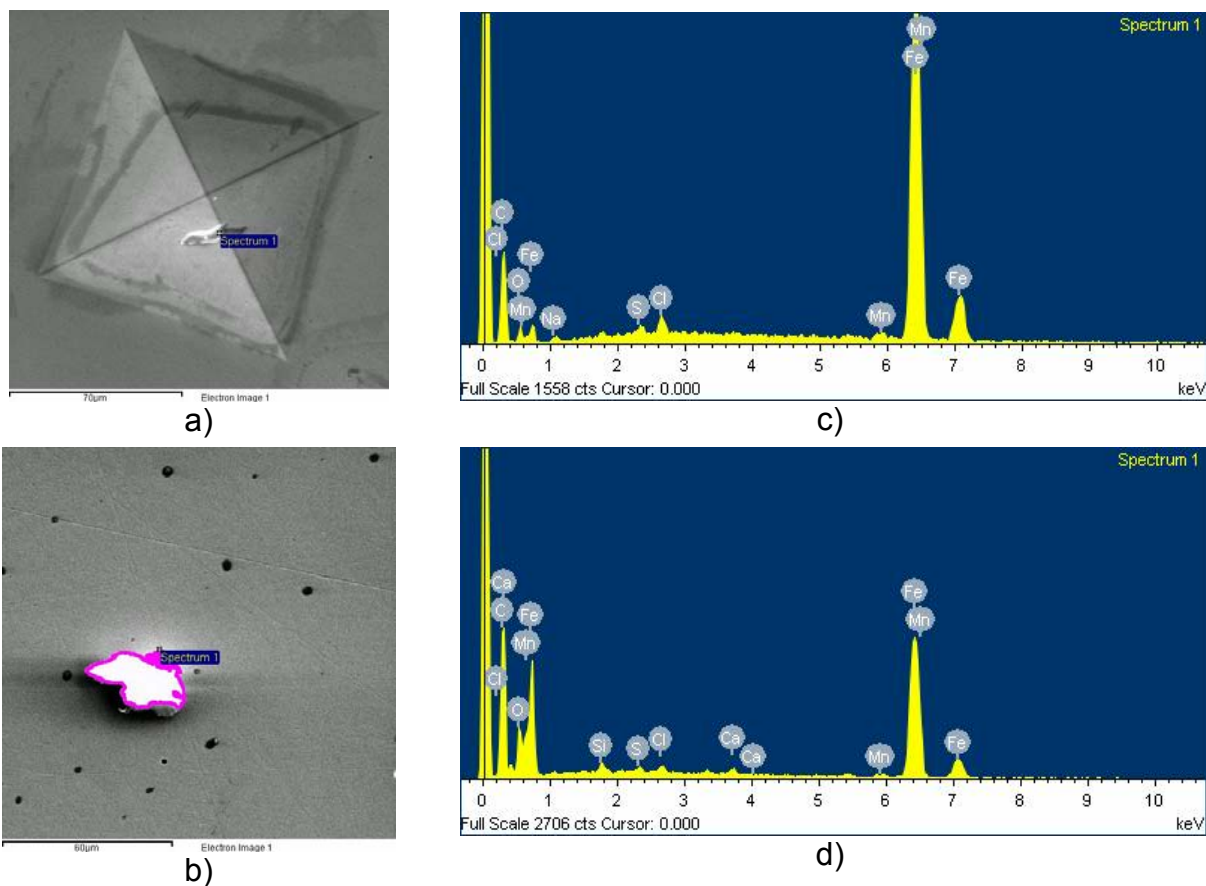 Spectrum 1
70µm Electron Image 1
a)
Spectrum 1
Mn
Fe
C
Cl
Fe
O
Mn
Na
S
Cl
Mn
Fe
0 1 2 3 4 5 6 7 8 9 10
Full Scale 1558 cts Cursor: 0.000 keV
c)
Spectrum 1
60µm Electron Image 1
b)
Spectrum 1
Ca
C
Fe
Mn
Cl
O
Si
S
Cl
Ca
Ca
Mn
Fe
Mn
Fe
0 1 2 3 4 5 6 7 8 9 10
Full Scale 2706 cts Cursor: 0.000 keV
d)